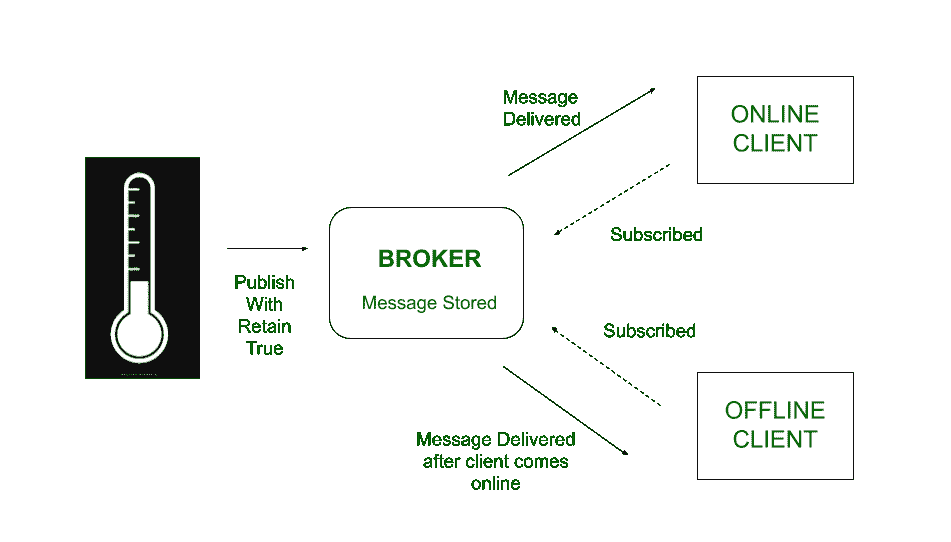 Message
Delivered
ONLINE
CLIENT
Subscribed
BROKER
Message Stored
Publish
With
Retain
True
Subscribed
OFFLINE
CLIENT
Message Delivered
after client comes
online